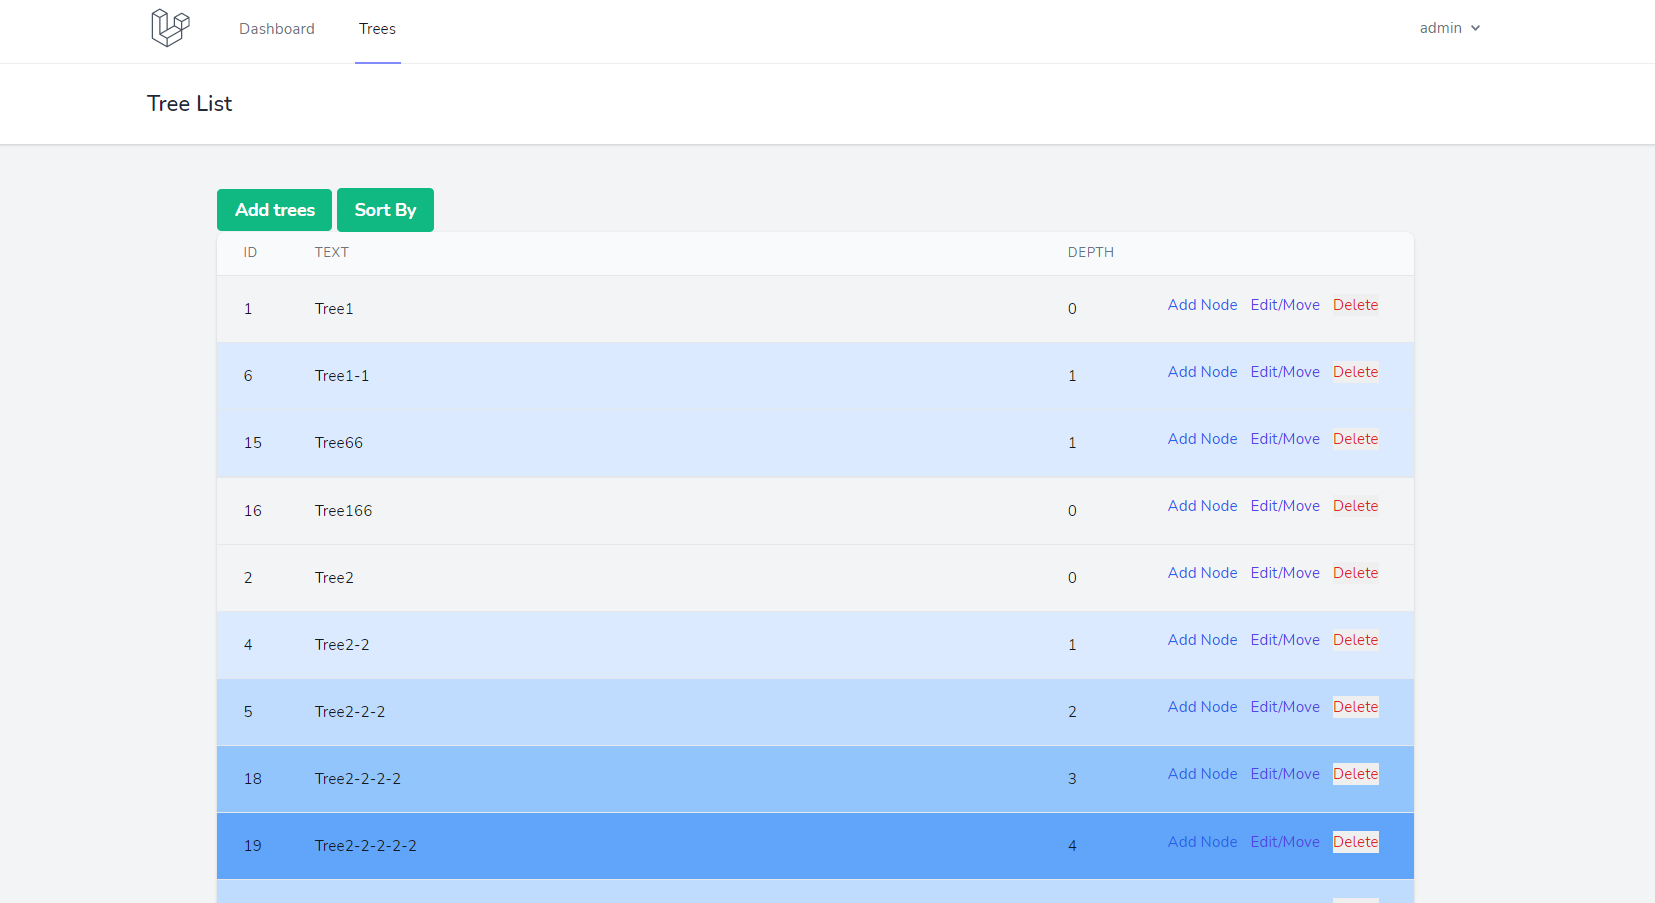 Dashboard Trees admin
Tree List
Add trees Sort By
ID TEXT DEPTH
1 Tree1 0 Add Node Edit/Move Delete
6 Tree1-1 1 Add Node Edit/Move Delete
15 Tree66 1 Add Node Edit/Move Delete
16 Tree166 0 Add Node Edit/Move Delete
2 Tree2 0 Add Node Edit/Move Delete
4 Tree2-2 1 Add Node Edit/Move Delete
5 Tree2-2-2 2 Add Node Edit/Move Delete
18 Tree2-2-2-2 3 Add Node Edit/Move Delete
19 Tree2-2-2-2-2 4 Add Node Edit/Move Delete